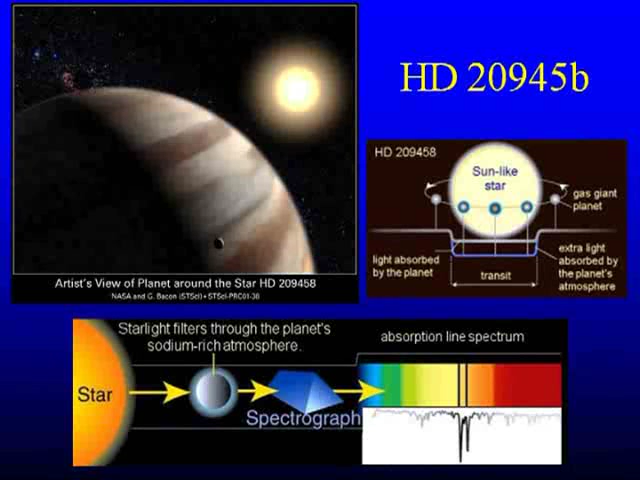 HD 20945b
Artist's View of Planet around the Star HD 209458
NASA and G. Bacon (STScI) • STScI-PRC01-38
HD 209458
Sun-like
star
gas giant
planet
light absorbed
by the planet
extra light
absorbed by
the planet's
atmosphere
transit
Starlight filters through the planet's
sodium-rich atmosphere.
absorption line spectrum
Star
Spectrograph